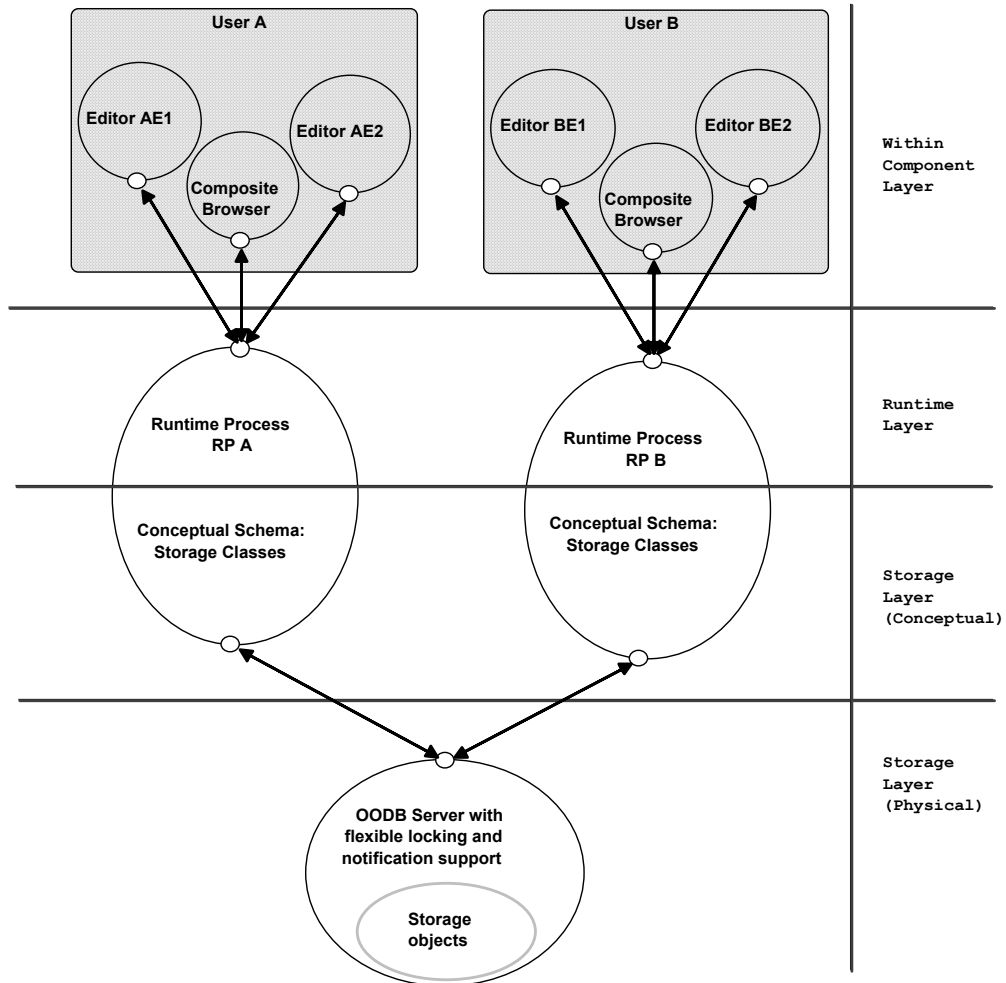 User A
Editor AE1
Editor AE2
Composite
Browser
User B
Editor BE1
Editor BE2
Composite
Browser
Within
Component
Layer
Runtime Process
RP A
Runtime Process
RP B
Runtime
Layer
Conceptual Schema:
Storage Classes
Conceptual Schema:
Storage Classes
Storage
Layer
(Conceptual)
OODB Server with
flexible locking and
notification support
Storage
objects
Storage
Layer
(Physical)